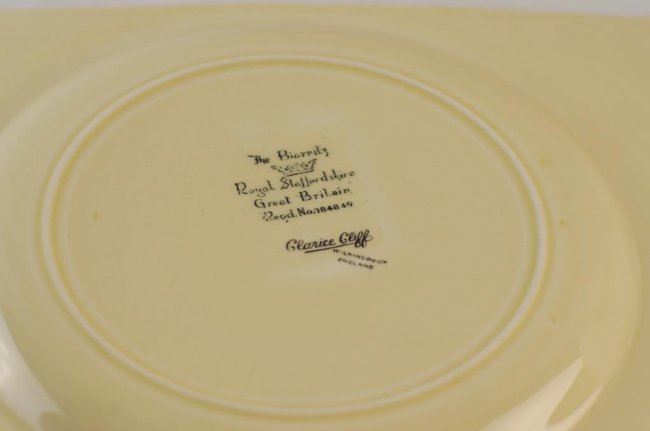 The Biarritz
Royal Staffordshire
Great Britain
Regd. No. 784849
Clarice Cliff
WILKINSON LTD
ENGLAND